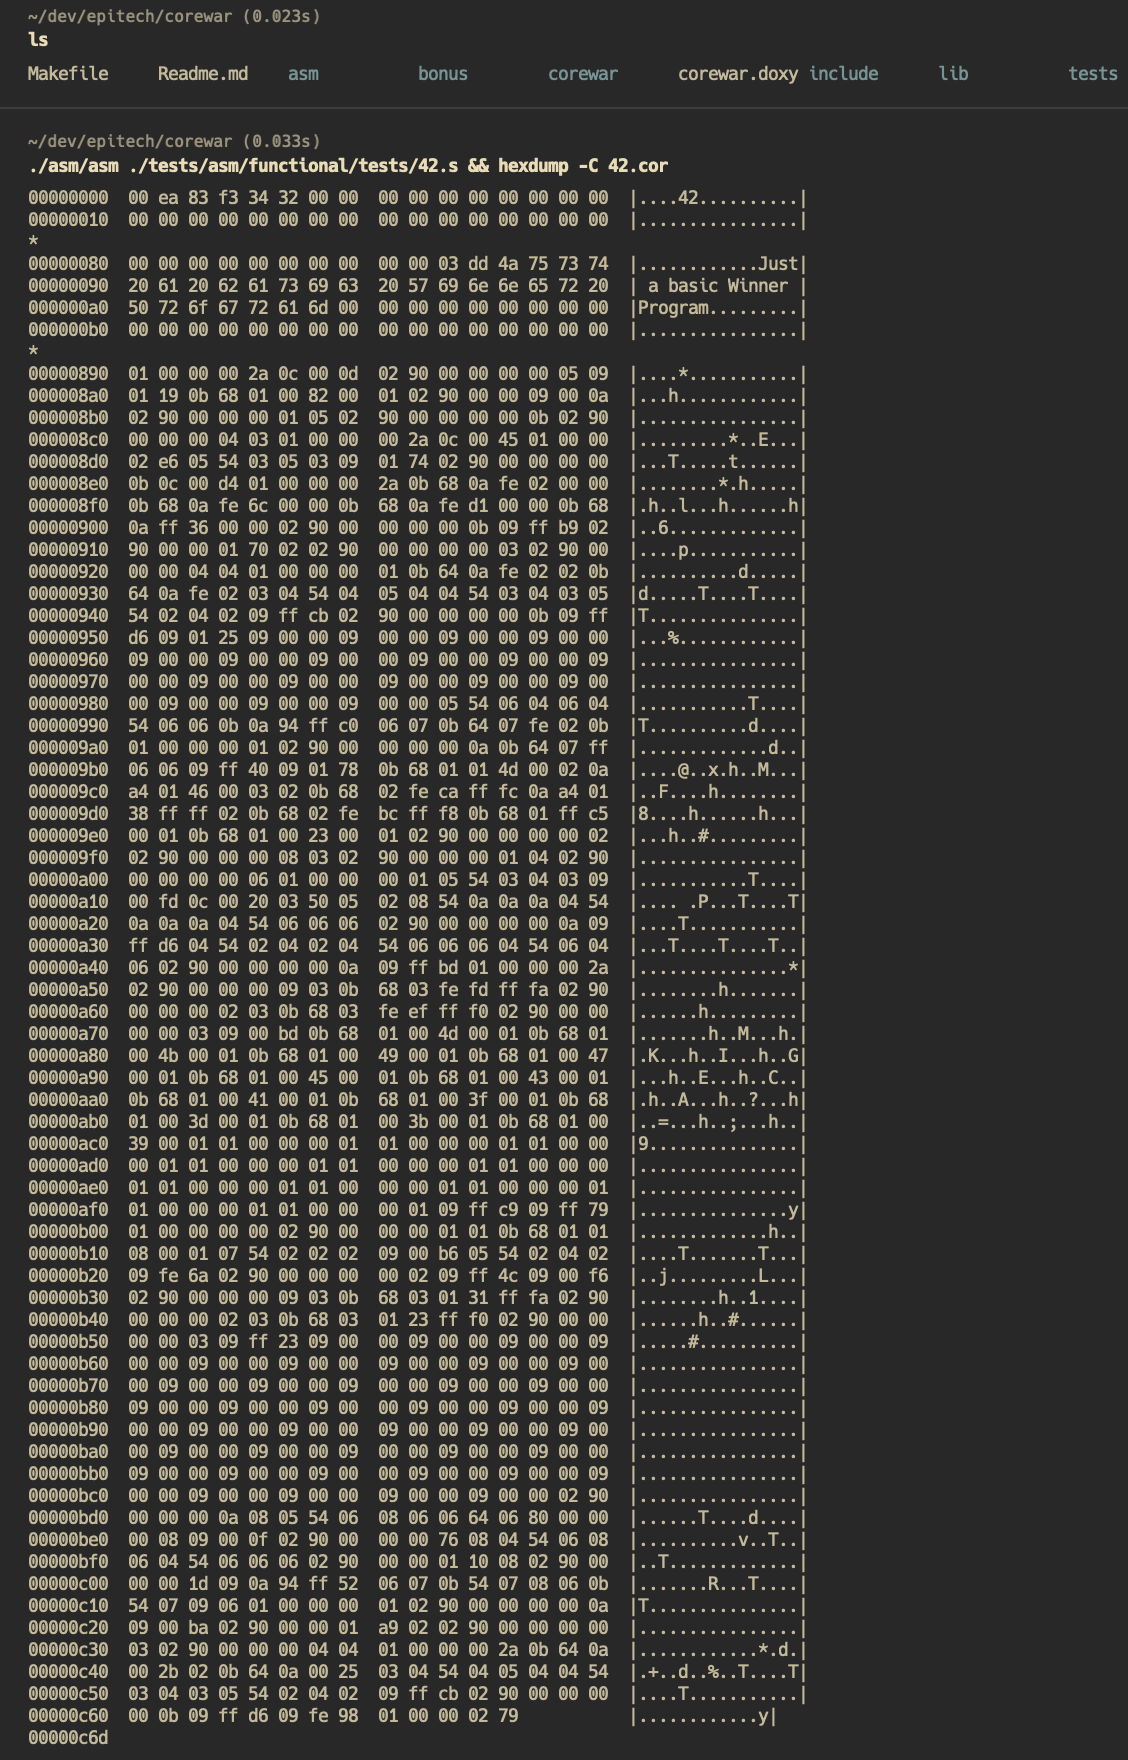 ~/dev/epitech/corewar (0.023s)
ls
Makefile Readme.md asm bonus corewar corewar.doxy include lib tests
~/dev/epitech/corewar (0.033s)
./asm/asm ./tests/asm/functional/tests/42.s && hexdump -C 42.cor
00000000 00 ea 83 f3 34 32 00 00 00 00 00 00 00 00 00 00 |....42..........|
00000010 00 00 00 00 00 00 00 00 00 00 00 00 00 00 00 00 |................|
*
00000080 00 00 00 00 00 00 00 00 00 00 03 dd 4a 75 73 74 |............Just|
00000090 20 61 20 62 61 73 69 63 20 57 69 6e 6e 65 72 20 | a basic Winner |
000000a0 50 72 6f 67 72 61 6d 00 00 00 00 00 00 00 00 00 |Program.........|
000000b0 00 00 00 00 00 00 00 00 00 00 00 00 00 00 00 00 |................|
*
00000890 01 00 00 00 2a 0c 00 0d 02 90 00 00 00 00 05 09 |....*...........|
000008a0 01 19 0b 68 01 00 82 00 01 02 90 00 00 09 00 0a |...h............|
000008b0 02 90 00 00 00 01 05 02 90 00 00 00 00 0b 02 90 |................|
000008c0 00 00 00 04 03 01 00 00 00 2a 0c 00 45 01 00 00 |.........*..E...|
000008d0 02 e6 05 54 03 05 03 09 01 74 02 90 00 00 00 00 |...T.....t......|
000008e0 0b 0c 00 d4 01 00 00 00 2a 0b 68 0a fe 02 00 00 |........*.h.....|
000008f0 0b 68 0a fe 6c 00 00 0b 68 0a fe d1 00 00 0b 68 |.h..l...h......h|
00000900 0a ff 36 00 00 02 90 00 00 00 00 0b 09 ff b9 02 |..6.............|
00000910 90 00 00 01 70 02 02 90 00 00 00 00 03 02 90 00 |....p...........|
00000920 00 00 04 04 01 00 00 00 01 0b 64 0a fe 02 02 0b |..........d.....|
00000930 64 0a fe 02 03 04 54 04 05 04 04 54 03 04 03 05 |d.....T....T....|
00000940 54 02 04 02 09 ff cb 02 90 00 00 00 00 0b 09 ff |T...............|
00000950 d6 09 01 25 09 00 00 09 00 00 09 00 00 09 00 00 |...%............|
00000960 09 00 00 09 00 00 09 00 00 09 00 00 09 00 00 09 |................|
00000970 00 00 09 00 00 09 00 00 09 00 00 09 00 00 09 00 |................|
00000980 00 09 00 00 09 00 00 09 00 00 05 54 06 04 06 04 |...........T....|
00000990 54 06 06 0b 0a 94 ff c0 06 07 0b 64 07 fe 02 0b |T..........d....|
000009a0 01 00 00 00 01 02 90 00 00 00 00 0a 0b 64 07 ff |.............d..|
000009b0 06 06 09 ff 40 09 01 78 0b 68 01 01 4d 00 02 0a |....@..x.h..M...|
000009c0 a4 01 46 00 03 02 0b 68 02 fe ca ff fc 0a a4 01 |..F....h........|
000009d0 38 ff ff 02 0b 68 02 fe bc ff f8 0b 68 01 ff c5 |8....h......h...|
000009e0 00 01 0b 68 01 00 23 00 01 02 90 00 00 00 00 02 |...h..#.........|
000009f0 02 90 00 00 00 08 03 02 90 00 00 00 01 04 02 90 |................|
00000a00 00 00 00 00 06 01 00 00 00 01 05 54 03 04 03 09 |...........T....|
00000a10 00 fd 0c 00 20 03 50 05 02 08 54 0a 0a 0a 04 54 |.... .P...T....T|
00000a20 0a 0a 0a 04 54 06 06 06 02 90 00 00 00 00 0a 09 |....T...........|
00000a30 ff d6 04 54 02 04 02 04 54 06 06 06 04 54 06 04 |...T....T....T..|
00000a40 06 02 90 00 00 00 00 0a 09 ff bd 01 00 00 00 2a |...............*|
00000a50 02 90 00 00 00 09 03 0b 68 03 fe fd ff fa 02 90 |........h.......|
00000a60 00 00 00 02 03 0b 68 03 fe ef ff f0 02 90 00 00 |......h.........|
00000a70 00 00 03 09 00 bd 0b 68 01 00 4d 00 01 0b 68 01 |.......h..M...h.|
00000a80 00 4b 00 01 0b 68 01 00 49 00 01 0b 68 01 00 47 |.K...h..I...h..G|
00000a90 00 01 0b 68 01 00 45 00 01 0b 68 01 00 43 00 01 |...h..E...h..C..|
00000aa0 0b 68 01 00 41 00 01 0b 68 01 00 3f 00 01 0b 68 |.h..A...h..?...h|
00000ab0 01 00 3d 00 01 0b 68 01 00 3b 00 01 0b 68 01 00 |..=...h..;...h..|
00000ac0 39 00 01 01 00 00 00 01 01 00 00 00 01 01 00 00 |9...............|
00000ad0 00 01 01 00 00 00 01 01 00 00 00 01 01 00 00 00 |................|
00000ae0 01 01 00 00 00 01 01 00 00 00 01 01 00 00 00 01 |................|
00000af0 01 00 00 00 01 01 00 00 00 01 09 ff c9 09 ff 79 |...............y|
00000b00 01 00 00 00 00 02 90 00 00 00 01 01 0b 68 01 01 |.............h..|
00000b10 08 00 01 07 54 02 02 02 09 00 b6 05 54 02 04 02 |....T.......T...|
00000b20 09 fe 6a 02 90 00 00 00 00 02 09 ff 4c 09 00 f6 |..j.........L...|
00000b30 02 90 00 00 00 09 03 0b 68 03 01 31 ff fa 02 90 |........h..1....|
00000b40 00 00 00 02 03 0b 68 03 01 23 ff f0 02 90 00 00 |......h..#......|
00000b50 00 00 03 09 ff 23 09 00 00 09 00 00 09 00 00 09 |.....#..........|
00000b60 00 00 09 00 00 09 00 00 09 00 00 09 00 00 09 00 |................|
00000b70 00 09 00 00 09 00 00 09 00 00 09 00 00 09 00 00 |................|
00000b80 09 00 00 09 00 00 09 00 00 09 00 00 09 00 00 09 |................|
00000b90 00 00 09 00 00 09 00 00 09 00 00 09 00 00 09 00 |................|
00000ba0 00 09 00 00 09 00 00 09 00 00 09 00 00 09 00 00 |................|
00000bb0 09 00 00 09 00 00 09 00 00 09 00 00 09 00 00 09 |................|
00000bc0 00 00 09 00 00 09 00 00 09 00 00 09 00 00 02 90 |................|
00000bd0 00 00 00 0a 08 05 54 06 08 06 06 64 06 80 00 00 |......T....d....|
00000be0 00 08 09 00 0f 02 90 00 00 00 76 08 04 54 06 08 |..........v..T..|
00000bf0 06 04 54 06 06 06 02 90 00 00 01 10 08 02 90 00 |..T.............|
00000c00 00 00 1d 09 0a 94 ff 52 06 07 0b 54 07 08 06 0b |.......R...T....|
00000c10 54 07 09 06 01 00 00 00 01 02 90 00 00 00 00 0a |T...............|
00000c20 09 00 ba 02 90 00 00 01 a9 02 02 90 00 00 00 00 |................|
00000c30 03 02 90 00 00 00 04 04 01 00 00 00 2a 0b 64 0a |............*.d.|
00000c40 00 2b 02 0b 64 0a 00 25 03 04 54 04 05 04 04 54 |.+..d..%..T....T|
00000c50 03 04 03 05 54 02 04 02 09 ff cb 02 90 00 00 00 |....T...........|
00000c60 00 0b 09 ff d6 09 fe 98 01 00 00 02 79 |............y|
00000c6d